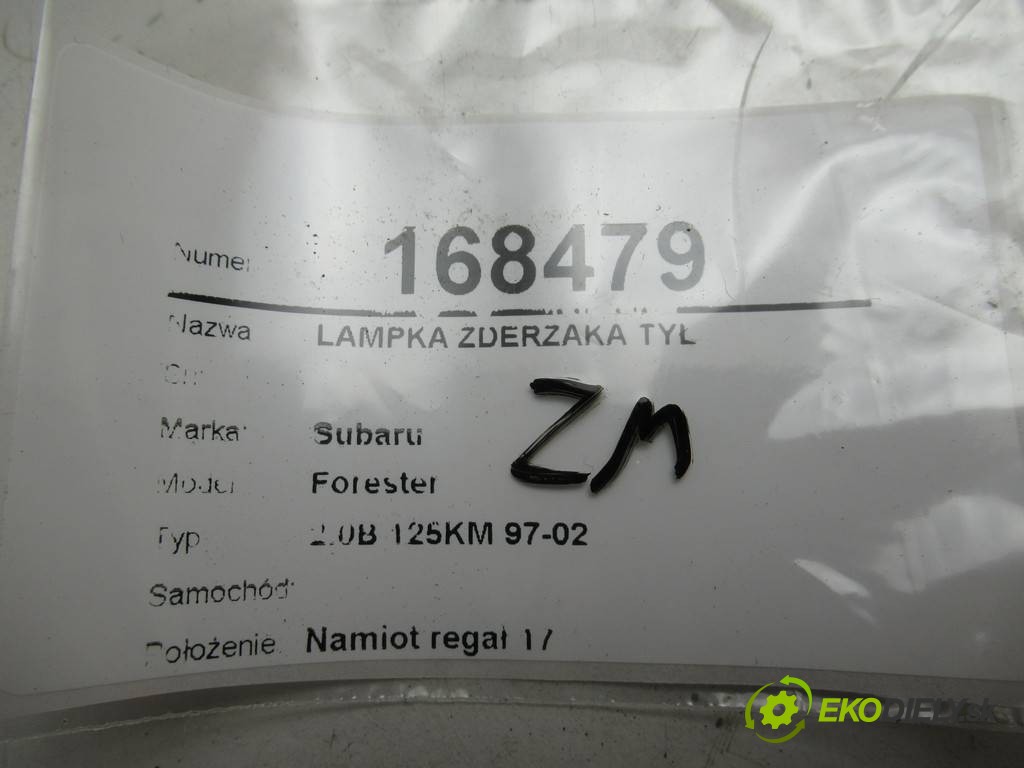 Numer 168479
Nazwa LAMPKA ZDERZAKA TYŁ
Marka: Subaru
ZM
Model Forester
Typ 2.0B 125KM 97-02
Samochód:
Położenie: Namiot regał 17
EKO